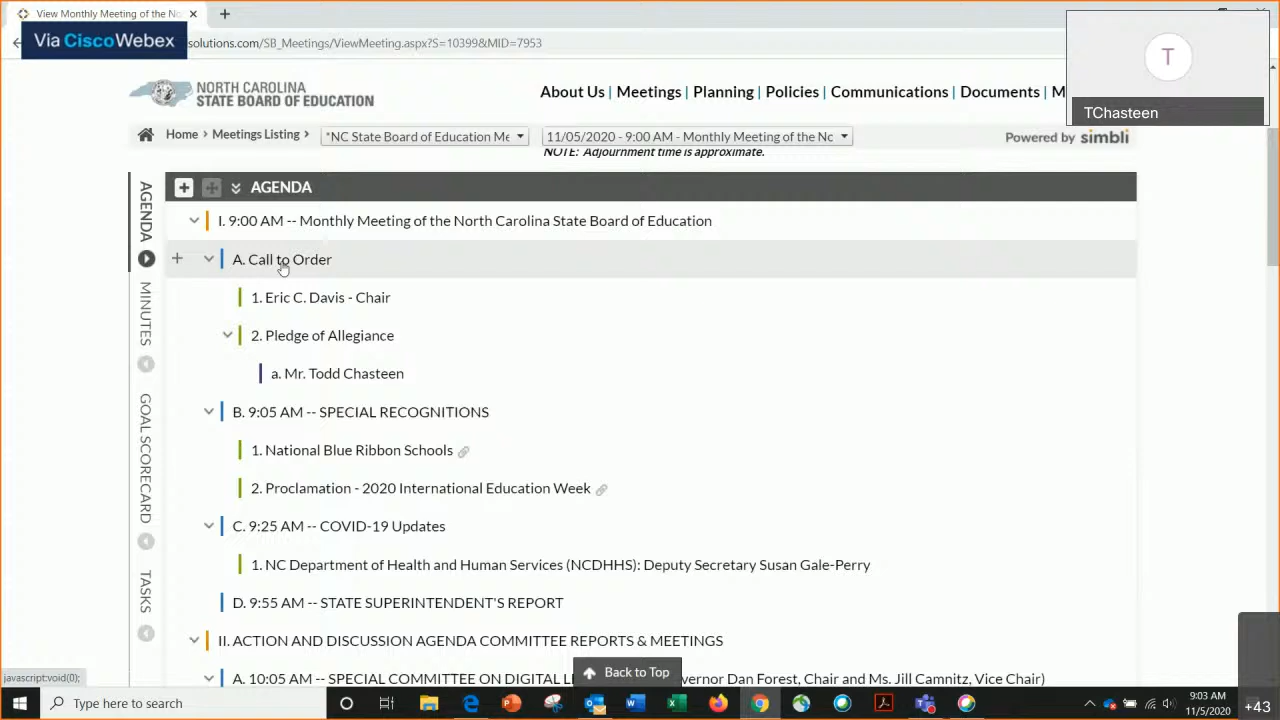 View Monthly Meeting of the No
Via CiscoWebex
solutions.com/SB_Meetings/ViewMeeting.aspx?S=10399&MID=7953
T
TChasteen
NORTH CAROLINA
STATE BOARD OF EDUCATION
About Us | Meetings | Planning | Policies | Communications | Documents | M
Home > Meetings Listing >
*NC State Board of Education Me
11/05/2020 - 9:00 AM - Monthly Meeting of the Nc
Powered by simbli
NOTE: Adjournment time is approximate.
AGENDA
AGENDA
MINUTES
GOAL SCORECARD
TASKS
I. 9:00 AM -- Monthly Meeting of the North Carolina State Board of Education
A. Call to Order
1. Eric C. Davis - Chair
2. Pledge of Allegiance
a. Mr. Todd Chasteen
B. 9:05 AM -- SPECIAL RECOGNITIONS
1. National Blue Ribbon Schools
2. Proclamation - 2020 International Education Week
C. 9:25 AM -- COVID-19 Updates
1. NC Department of Health and Human Services (NCDHHS): Deputy Secretary Susan Gale-Perry
D. 9:55 AM -- STATE SUPERINTENDENT'S REPORT
II. ACTION AND DISCUSSION AGENDA COMMITTEE REPORTS & MEETINGS
A. 10:05 AM -- SPECIAL COMMITTEE ON DIGITAL LE
vernor Dan Forest, Chair and Ms. Jill Camnitz, Vice Chair)
Back to Top
javascript:void(0);
Type here to search
9:03 AM
11/5/2020
+43